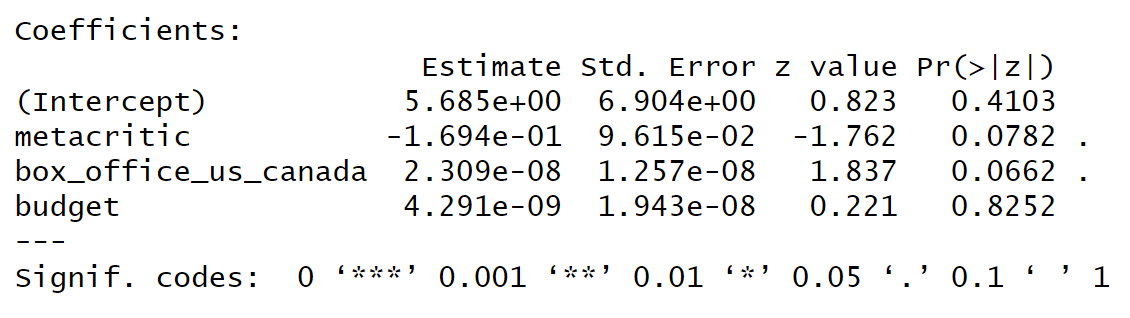 Coefficients:
Estimate Std. Error z value Pr(>|z|)
(Intercept) 5.685e+00 6.904e+00 0.823 0.4103
metacritic -1.694e-01 9.615e-02 -1.762 0.0782 .
box_office_us_canada 2.309e-08 1.257e-08 1.837 0.0662 .
budget 4.291e-09 1.943e-08 0.221 0.8252
---
Signif. codes: 0 ‘***’ 0.001 ‘**’ 0.01 ‘*’ 0.05 ‘.’ 0.1 ‘ ’ 1